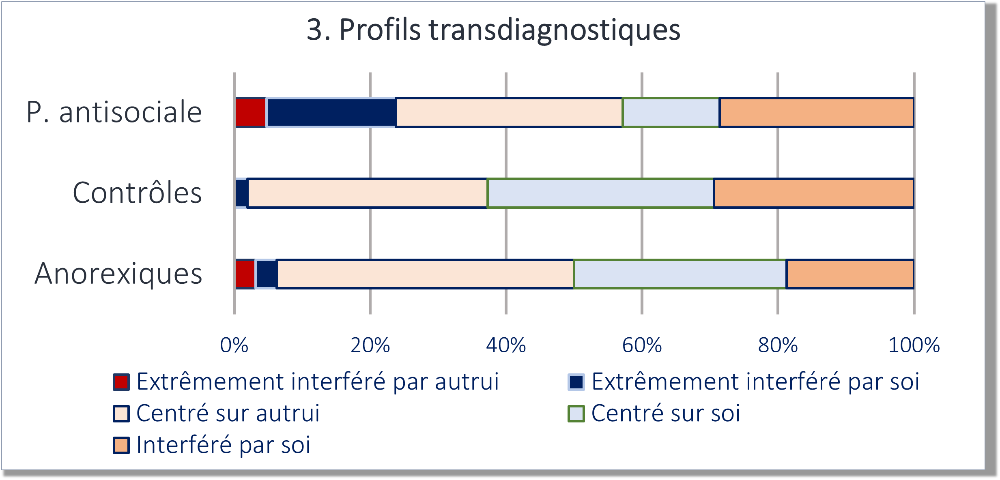 3. Profils transdiagnostiques
P. antisociale
Contrôles
Anorexiques
0% 20% 40% 60% 80% 100%
Extrêmement interféré par autrui Extrêmement interféré par soi
Centré sur autrui Centré sur soi
Interféré par soi